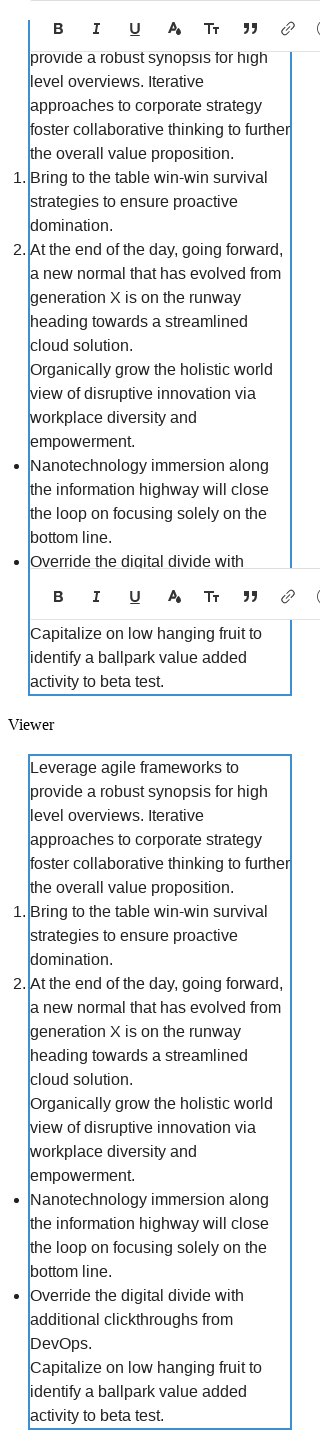 B I U A Tт
provide a robust synopsis for high
level overviews. Iterative
approaches to corporate strategy
foster collaborative thinking to further
the overall value proposition.
1. Bring to the table win-win survival
strategies to ensure proactive
domination.
2. At the end of the day, going forward,
a new normal that has evolved from
generation X is on the runway
heading towards a streamlined
cloud solution.
Organically grow the holistic world
view of disruptive innovation via
workplace diversity and
empowerment.
• Nanotechnology immersion along
the information highway will close
the loop on focusing solely on the
bottom line.
• Override the digital divide with
B I U A Tт
Capitalize on low hanging fruit to
identify a ballpark value added
activity to beta test.
Viewer
Leverage agile frameworks to
provide a robust synopsis for high
level overviews. Iterative
approaches to corporate strategy
foster collaborative thinking to further
the overall value proposition.
1. Bring to the table win-win survival
strategies to ensure proactive
domination.
2. At the end of the day, going forward,
a new normal that has evolved from
generation X is on the runway
heading towards a streamlined
cloud solution.
Organically grow the holistic world
view of disruptive innovation via
workplace diversity and
empowerment.
• Nanotechnology immersion along
the information highway will close
the loop on focusing solely on the
bottom line.
• Override the digital divide with
additional clickthroughs from
DevOps.
Capitalize on low hanging fruit to
identify a ballpark value added
activity to beta test.